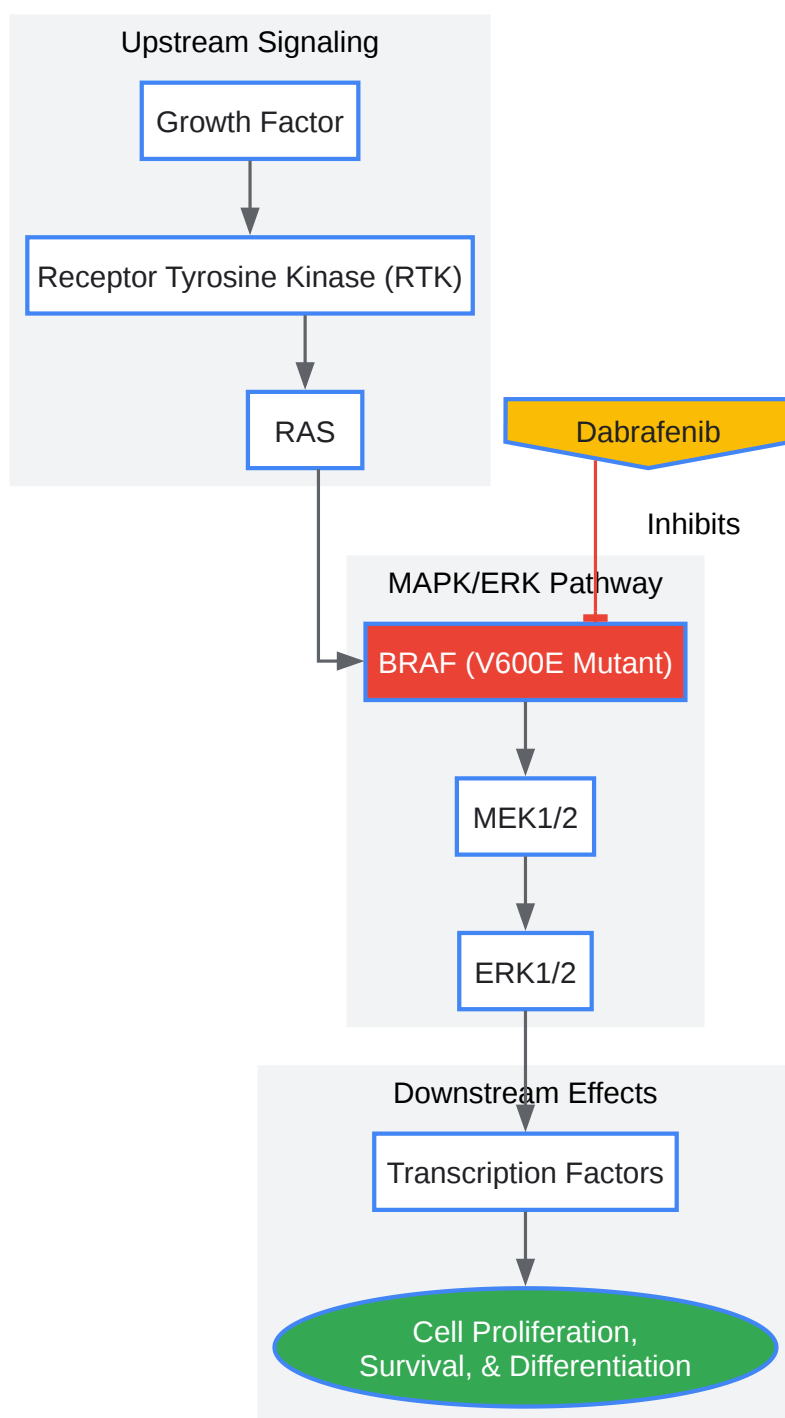 Upstream Signaling
Growth Factor
Receptor Tyrosine Kinase (RTK)
RAS
Dabrafenib
Inhibits
MAPK/ERK Pathway
BRAF (V600E Mutant)
MEK1/2
ERK1/2
Downstream Effects
Transcription Factors
Cell Proliferation,
Survival, & Differentiation